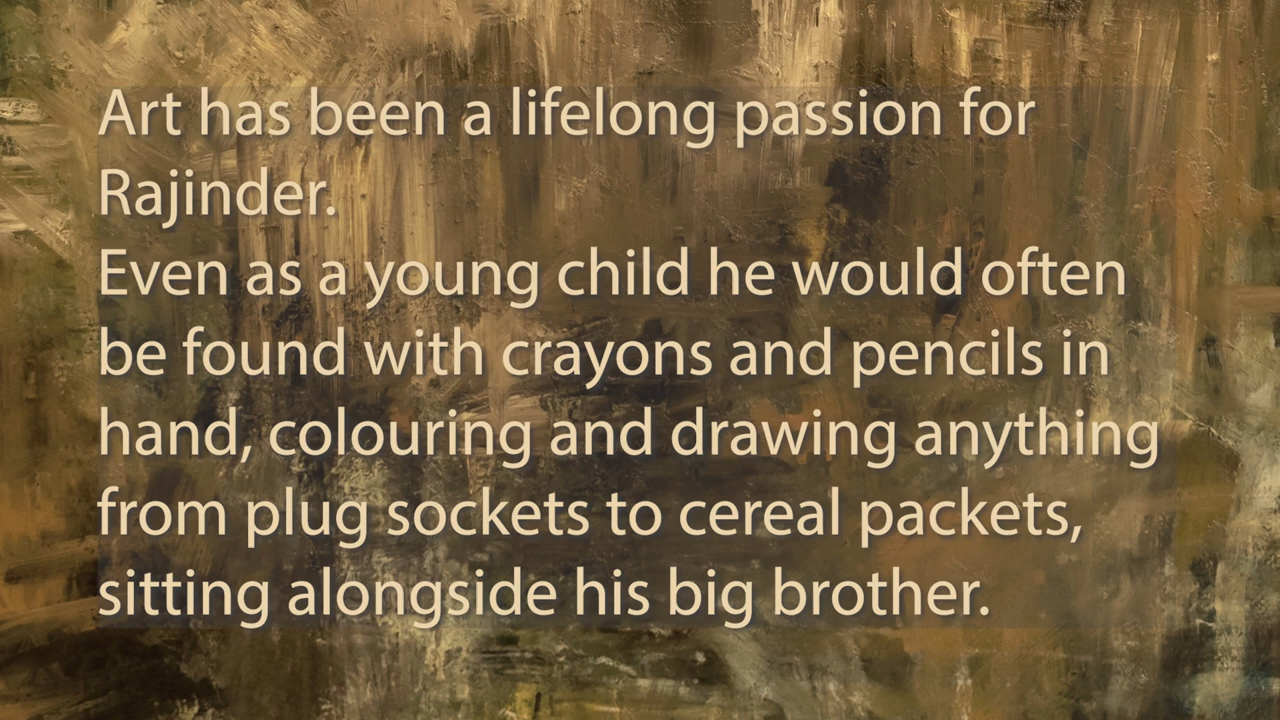 Art has been a lifelong passion for
Rajinder.
Even as a young child he would often
be found with crayons and pencils in
hand, colouring and drawing anything
from plug sockets to cereal packets,
sitting alongside his big brother.